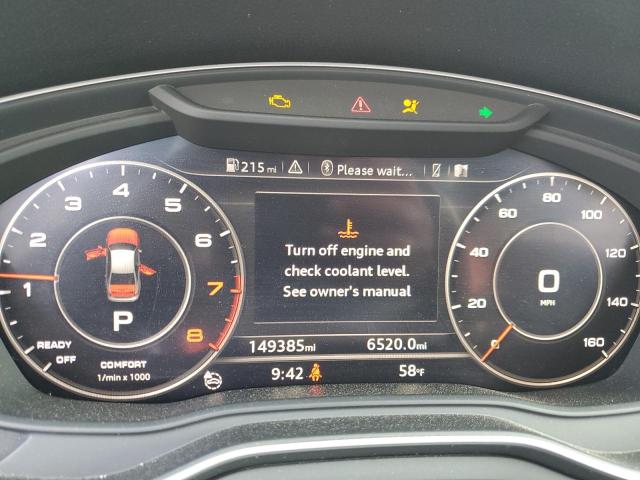 215 mi Please wait...
Turn off engine and
check coolant level.
See owner's manual
1 2 3 4 5 6 7 8
P
READY
OFF
COMFORT
1/min x 1000
0 20 40 60 80 100 120 140 160
0
MPH
149385mi 6520.0mi
9:42 58°F